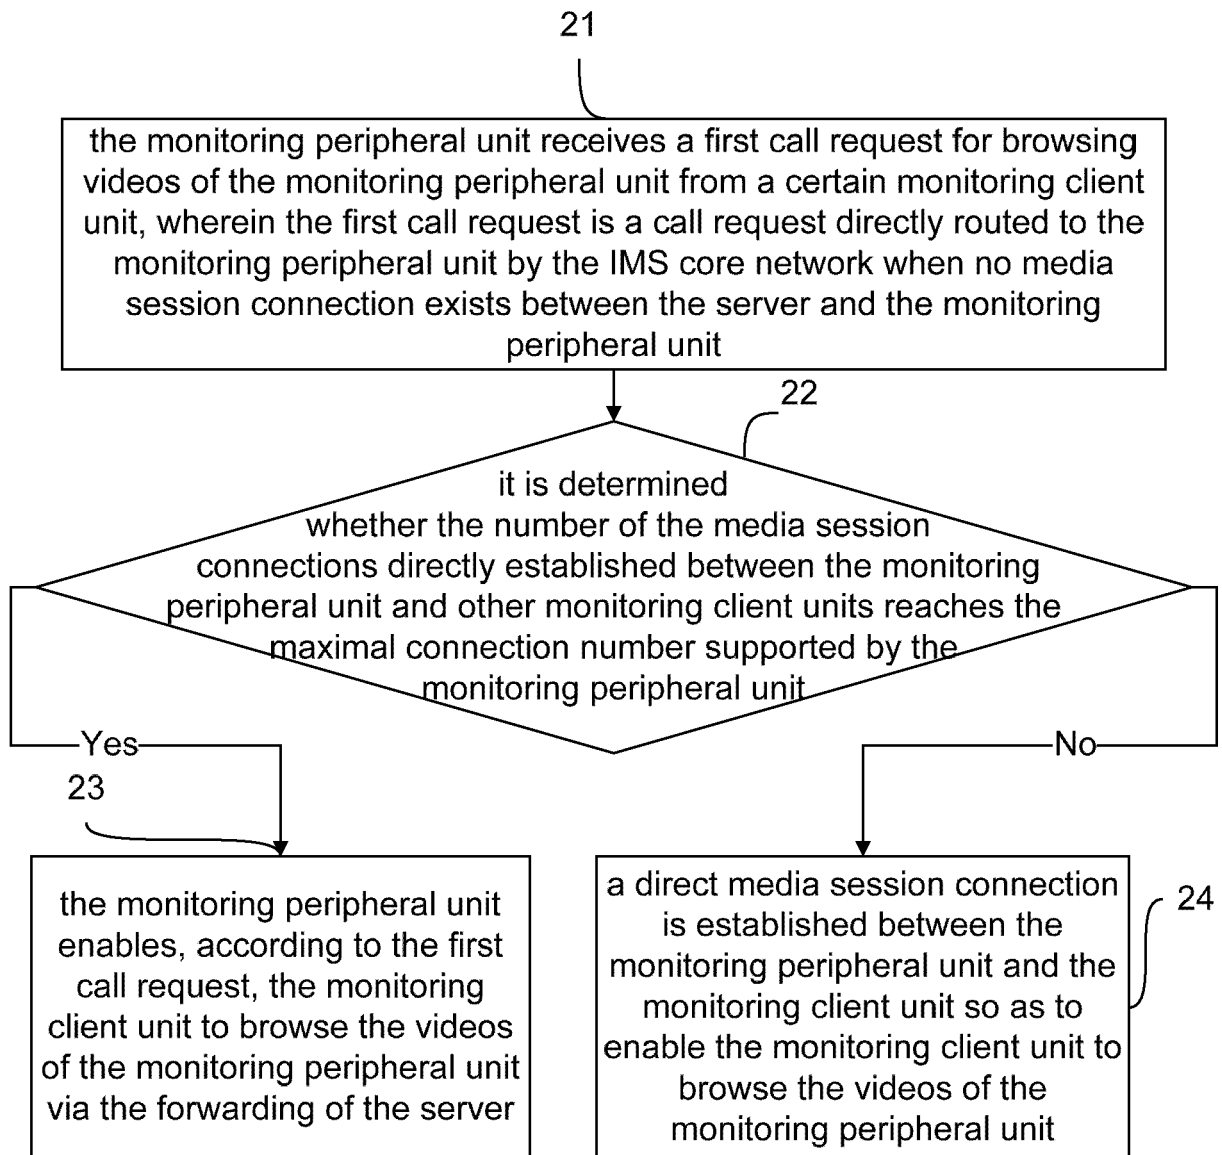 21
the monitoring peripheral unit receives a first call request for browsing
videos of the monitoring peripheral unit from a certain monitoring client
unit, wherein the first call request is a call request directly routed to the
monitoring peripheral unit by the IMS core network when no media
session connection exists between the server and the monitoring
peripheral unit
22
it is determined
whether the number of the media session
connections directly established between the monitoring
peripheral unit and other monitoring client units reaches the
maximal connection number supported by the
monitoring peripheral unit
Yes
No
23
the monitoring peripheral unit
enables, according to the first
call request, the monitoring
client unit to browse the videos
of the monitoring peripheral unit
via the forwarding of the server
24
a direct media session connection
is established between the
monitoring peripheral unit and the
monitoring client unit so as to
enable the monitoring client unit to
browse the videos of the
monitoring peripheral unit